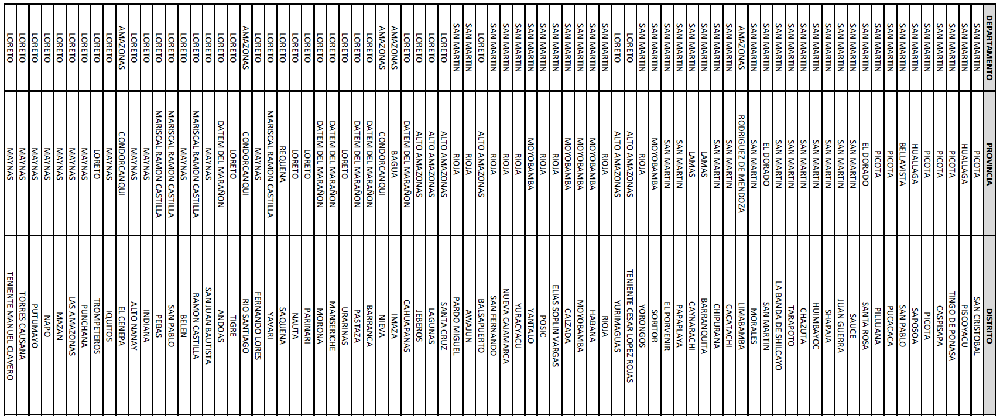 DEPARTAMENTO PROVINCIA DISTRITO
SAN MARTIN PICOTA SAN CRISTOBAL
SAN MARTIN HUALLAGA PISCOYACU
SAN MARTIN PICOTA TINGO DE PONASA
SAN MARTIN PICOTA CASPISAPA
SAN MARTIN PICOTA PICOTA
SAN MARTIN HUALLAGA SAPOSOA
SAN MARTIN BELLAVISTA SAN PABLO
SAN MARTIN PICOTA PUCACACA
SAN MARTIN PICOTA PILLUANA
SAN MARTIN EL DORADO SANTA ROSA
SAN MARTIN SAN MARTIN SAUCE
SAN MARTIN SAN MARTIN JUAN GUERRA
SAN MARTIN SAN MARTIN SHAPAJA
SAN MARTIN SAN MARTIN HUIMBAYOC
SAN MARTIN SAN MARTIN CHAZUTA
SAN MARTIN SAN MARTIN TARAPOTO
SAN MARTIN SAN MARTIN LA BANDA DE SHILCAYO
SAN MARTIN EL DORADO SAN MARTIN
SAN MARTIN SAN MARTIN MORALES
AMAZONAS RODRIGUEZ DE MENDOZA LIMABAMBA
SAN MARTIN SAN MARTIN CACATACHI
SAN MARTIN SAN MARTIN CHIPURANA
SAN MARTIN LAMAS BARRANQUITA
SAN MARTIN LAMAS CAYNARACHI
SAN MARTIN SAN MARTIN PAPAPLAYA
SAN MARTIN SAN MARTIN EL PORVENIR
SAN MARTIN MOYOBAMBA SORITOR
SAN MARTIN RIOJA YORONGOS
LORETO ALTO AMAZONAS TENIENTE CESAR LOPEZ ROJAS
LORETO ALTO AMAZONAS YURIMAGUAS
SAN MARTIN RIOJA RIOJA
SAN MARTIN MOYOBAMBA HABANA
SAN MARTIN MOYOBAMBA MOYOBAMBA
SAN MARTIN MOYOBAMBA CALZADA
SAN MARTIN RIOJA ELIAS SOPLIN VARGAS
SAN MARTIN RIOJA POSIC
SAN MARTIN MOYOBAMBA YANTALO
SAN MARTIN RIOJA YURACYACU
SAN MARTIN RIOJA NUEVA CAJAMARCA
SAN MARTIN RIOJA SAN FERNANDO
LORETO ALTO AMAZONAS BALSAPUERTO
SAN MARTIN RIOJA AWAJUN
SAN MARTIN RIOJA PARDO MIGUEL
LORETO ALTO AMAZONAS SANTA CRUZ
LORETO ALTO AMAZONAS LAGUNAS
LORETO ALTO AMAZONAS JEBEROS
LORETO DATEM DEL MARAÑON CAHUAPANAS
AMAZONAS BAGUA IMAZA
AMAZONAS CONDORCANQUI NIEVA
LORETO DATEM DEL MARAÑON BARRANCA
LORETO DATEM DEL MARAÑON PASTAZA
LORETO LORETO URARINAS
LORETO DATEM DEL MARAÑON MANSERICHE
LORETO DATEM DEL MARAÑON MORONA
LORETO LORETO PARINARI
LORETO LORETO NAUTA
LORETO REQUENA SAQUENA
LORETO MARISCAL RAMON CASTILLA YAVARI
LORETO MAYNAS FERNANDO LORES
AMAZONAS CONDORCANQUI RIO SANTIAGO
LORETO LORETO TIGRE
LORETO DATEM DEL MARAÑON ANDOAS
LORETO MAYNAS SAN JUAN BAUTISTA
LORETO MARISCAL RAMON CASTILLA RAMON CASTILLA
LORETO MAYNAS BELEN
LORETO MARISCAL RAMON CASTILLA SAN PABLO
LORETO MARISCAL RAMON CASTILLA PEBAS
LORETO MAYNAS INDIANA
LORETO MAYNAS ALTO NANAY
AMAZONAS CONDORCANQUI EL CENEPA
LORETO MAYNAS IQUITOS
LORETO LORETO TROMPETEROS
LORETO MAYNAS PUNCHANA
LORETO MAYNAS LAS AMAZONAS
LORETO MAYNAS MAZAN
LORETO MAYNAS NAPO
LORETO MAYNAS PUTUMAYO
LORETO MAYNAS TORRES CAUSANA
LORETO MAYNAS TENIENTE MANUEL CLAVERO